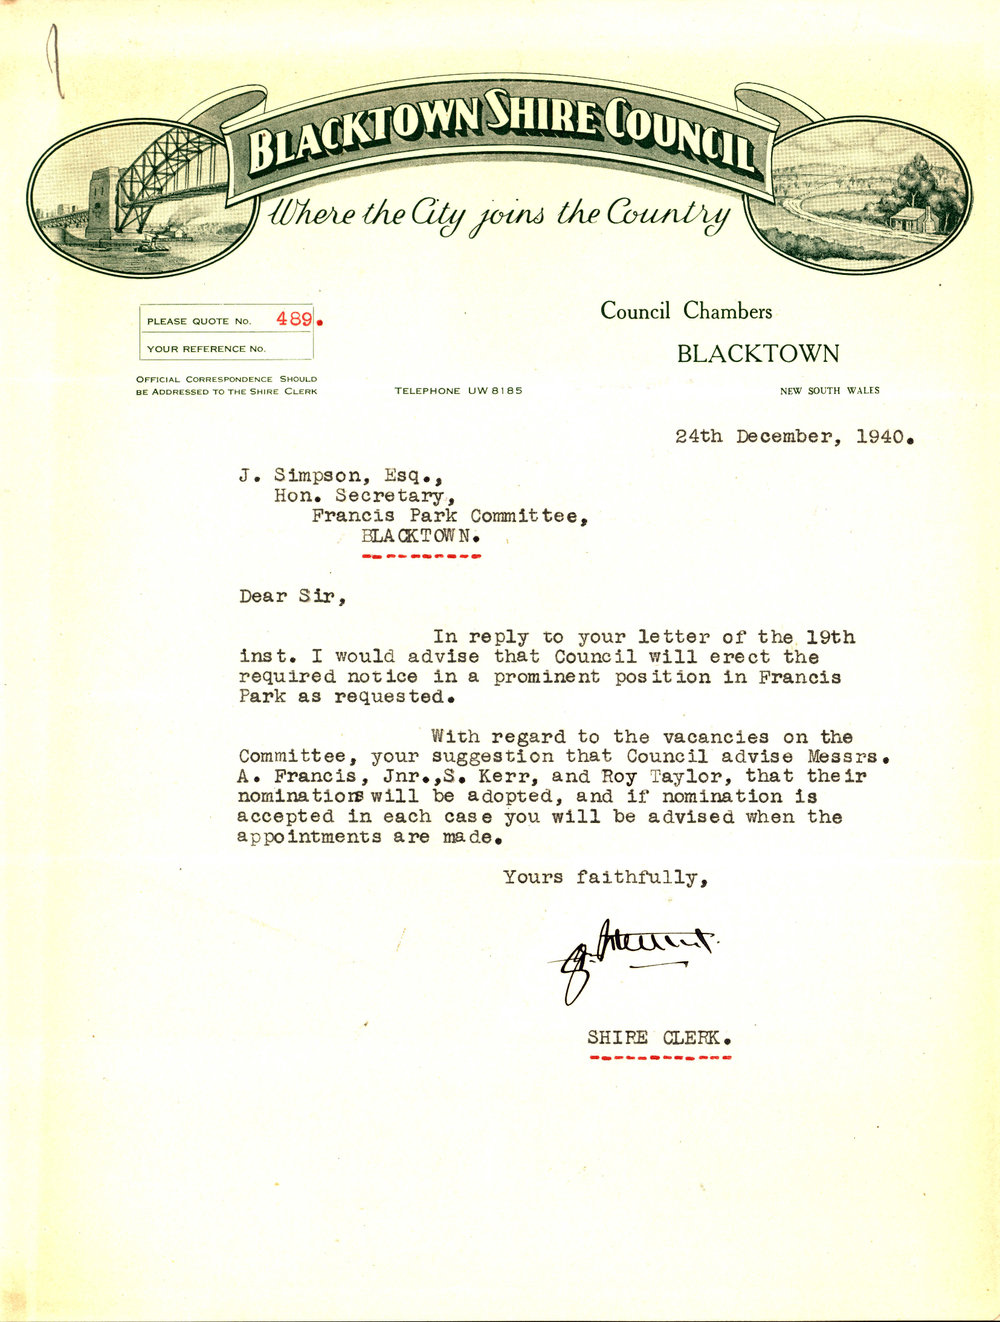 BLACKTOWN SHIRE COUNCIL
Where the City joins the Country
PLEASE QUOTE No. 489.
YOUR REFERENCE No.
OFFICIAL CORRESPONDENCE SHOULD
BE ADDRESSED TO THE SHIRE CLERK
TELEPHONE UW 8185
Council Chambers
BLACKTOWN
NEW SOUTH WALES
24th December, 1940.
J. Simpson, Esq.,
Hon. Secretary,
Francis Park Committee,
BLACKTOWN.
Dear Sir,
In reply to your letter of the 19th
inst. I would advise that Council will erect the
required notice in a prominent position in Francis
Park as requested.
With regard to the vacancies on the
Committee, your suggestion that Council advise Messrs.
A. Francis, Jnr.,S. Kerr, and Roy Taylor, that their
nominations will be adopted, and if nomination is
accepted in each case you will be advised when the
appointments are made.
Yours faithfully,
SHIRE CLERK.